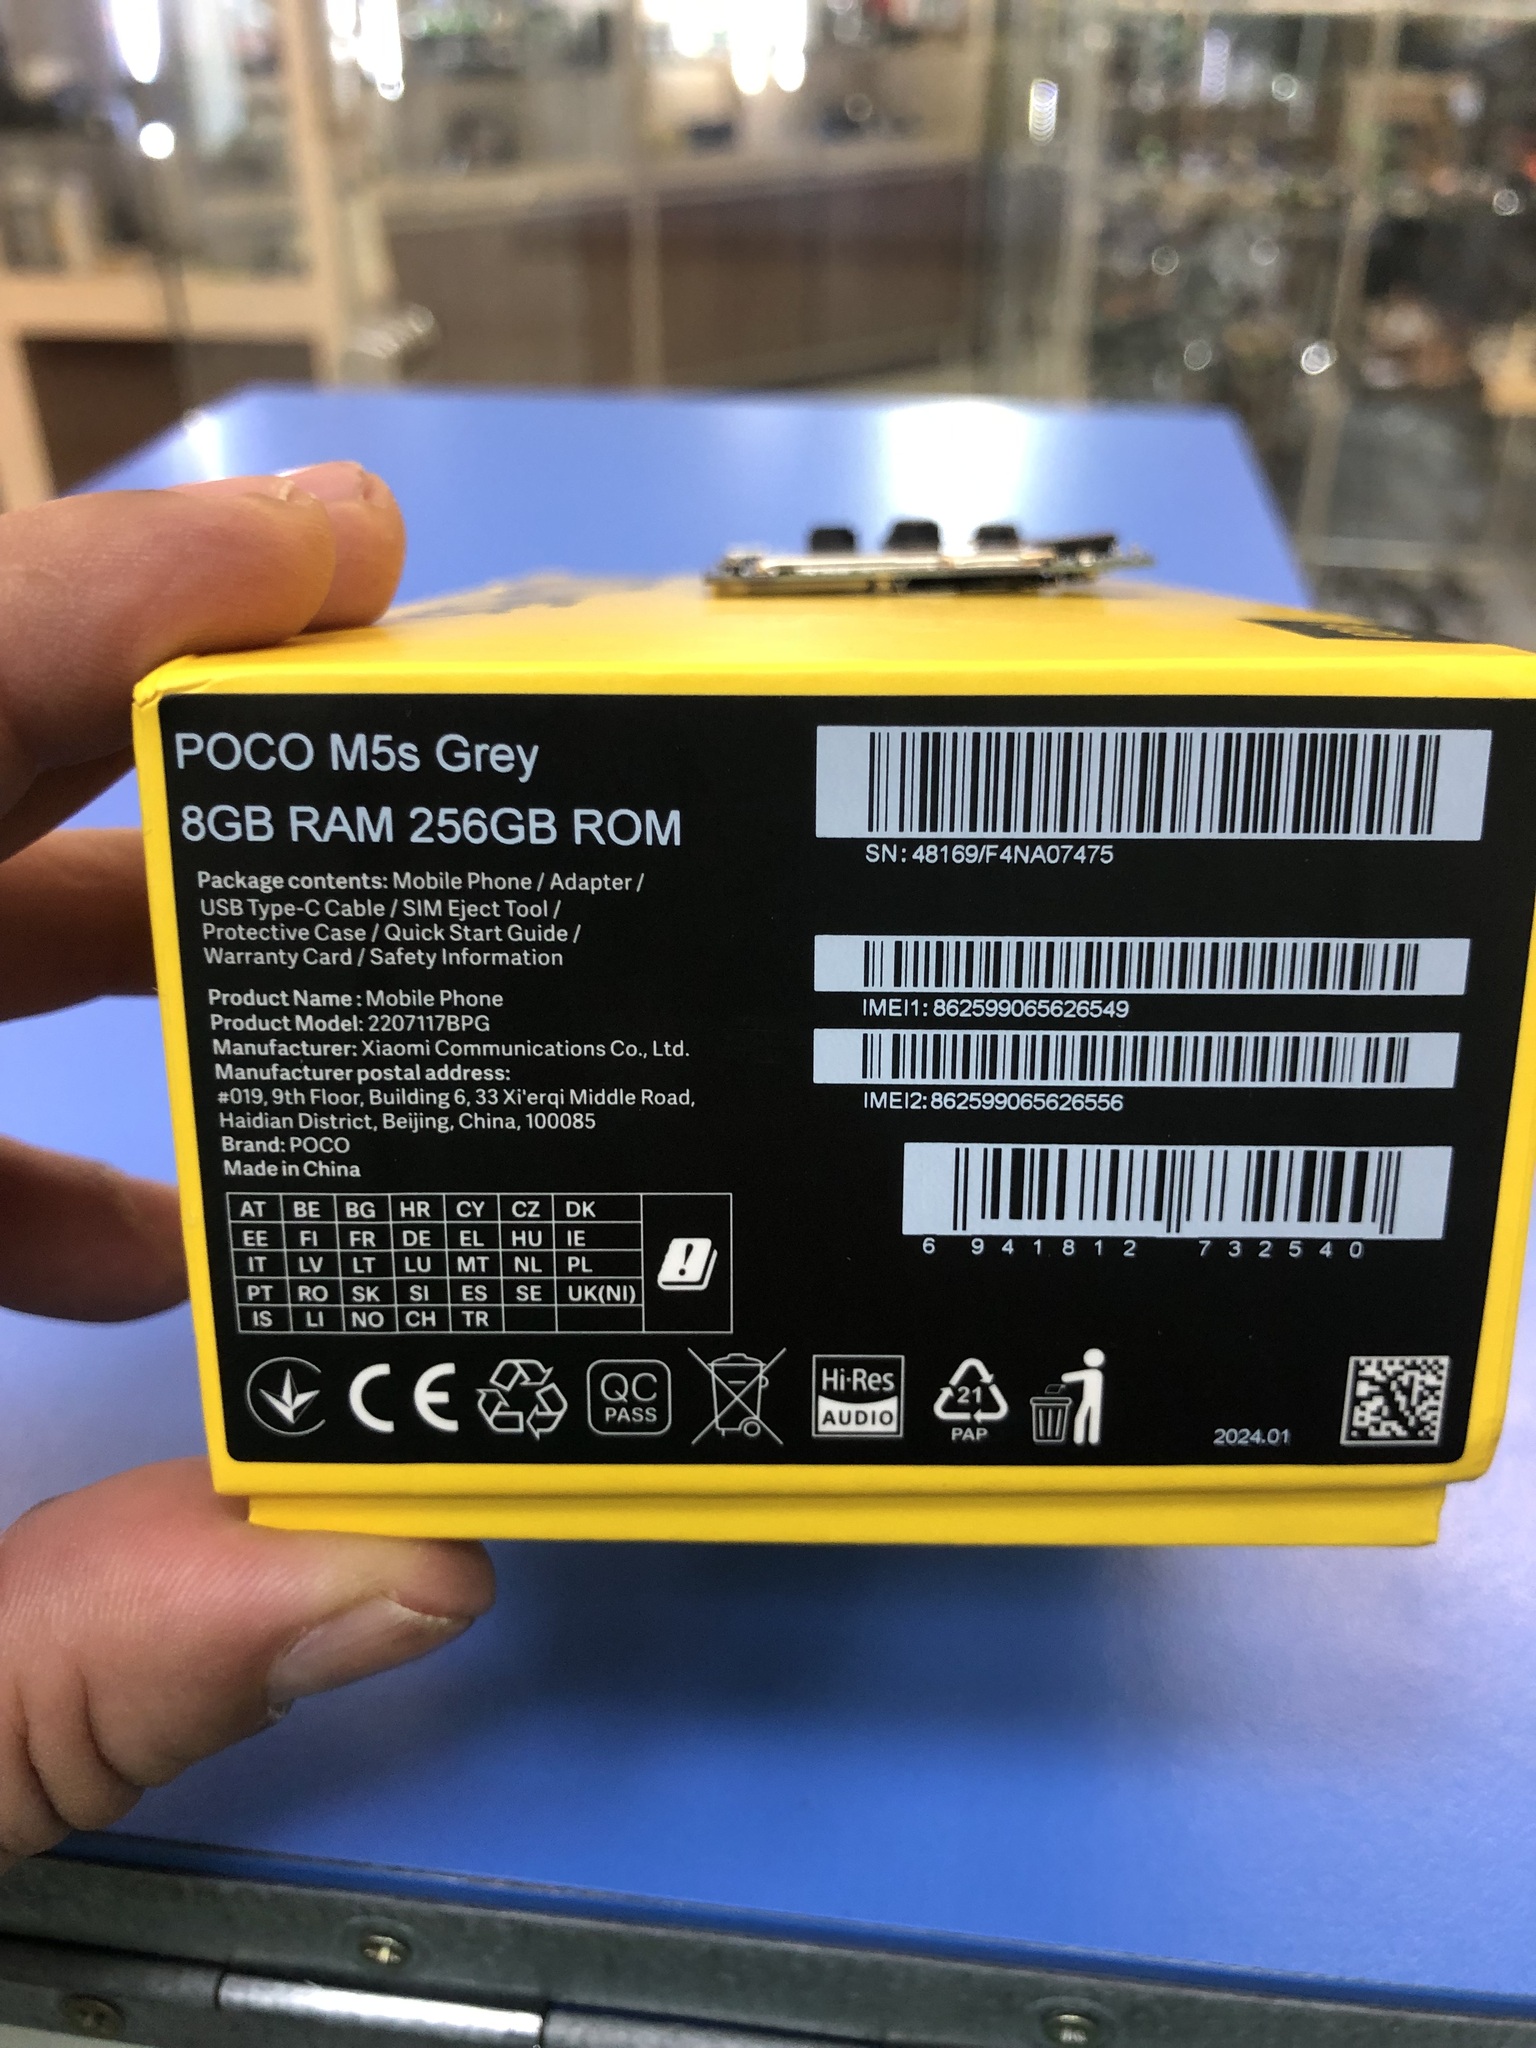 POCO M5s Grey
8GB RAM 256GB ROM
Package contents: Mobile Phone / Adapter /
USB Type-C Cable / SIM Eject Tool /
Protective Case / Quick Start Guide /
Warranty Card / Safety Information
Product Name : Mobile Phone
Product Model: 2207117BPG
Manufacturer: Xiaomi Communications Co., Ltd.
Manufacturer postal address:
#019, 9th Floor, Building 6, 33 Xi'erqi Middle Road,
Haidian District, Beijing, China, 100085
Brand: POCO
Made in China
AT BE BG HR CY CZ DK
EE FI FR DE EL HU IE
IT LV LT LU MT NL PL
PT RO SK SI ES SE UK(NI)
IS LI NO CH TR
SN: 48169/F4NA07475
IMEI1: 862599065626549
IMEI2: 862599065626556
6 941812 732540
CE
QC
PASS
Hi-Res
AUDIO
21
PAP
2024.01